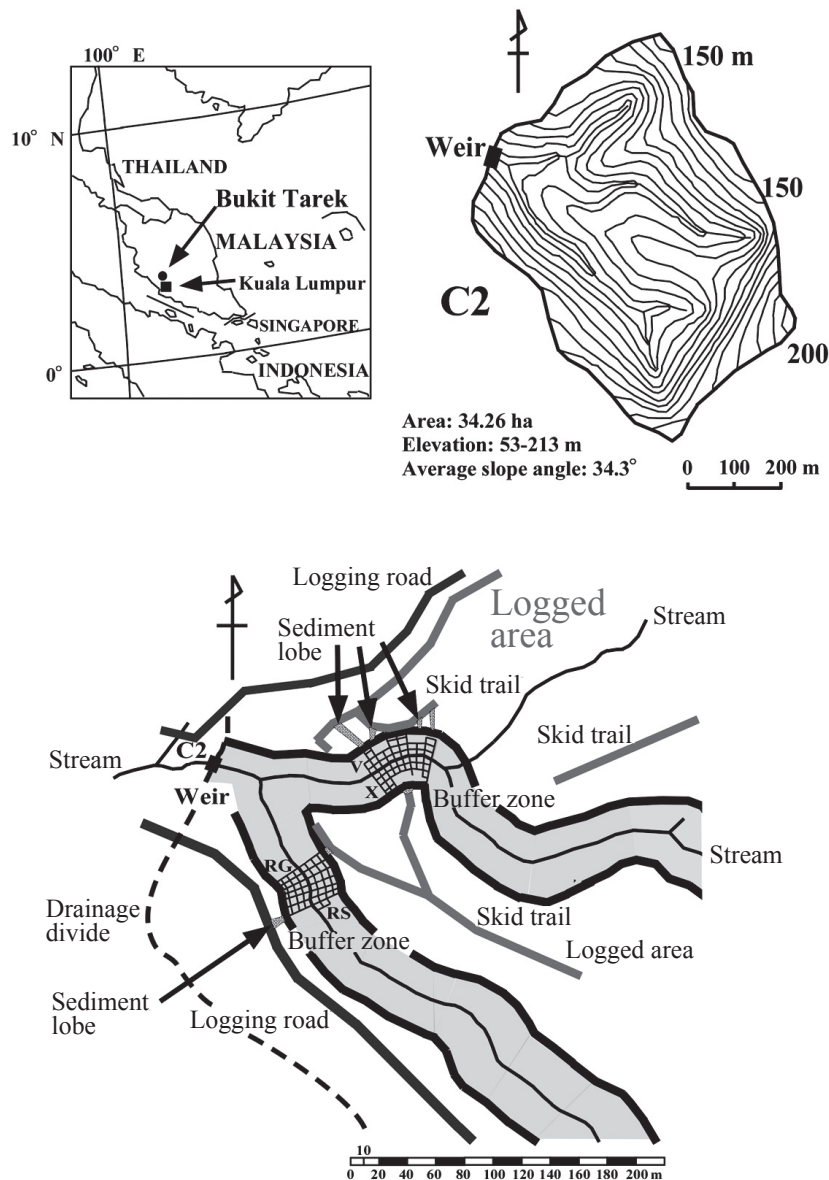 100° E
10° N
THAILAND
Bukit Tarek
MALAYSIA
Kuala Lumpur
SINGAPORE
INDONESIA
0°
150 m
Weir
150
C2
200
Area: 34.26 ha
Elevation: 53-213 m
Average slope angle: 34.3°
0 100 200 m
Logging road
Logged
area
Sediment
lobe
Stream
Skid trail
Skid trail
C2
Stream
V
Weir
X
Buffer zone
RG
Stream
RS
Skid trail
Drainage
divide
Buffer zone
Logged area
Sediment
lobe
Logging road
10
0 20 40 60 80 100 120 140 160 180 200 m